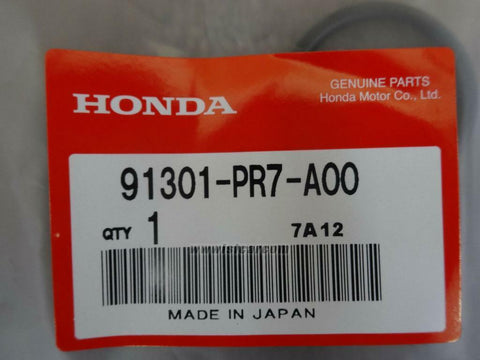 GENUINE PARTS
HONDA
Honda Motor Co., Ltd.
91301-PR7-A00
QTY 1 7A12
MADE IN JAPAN